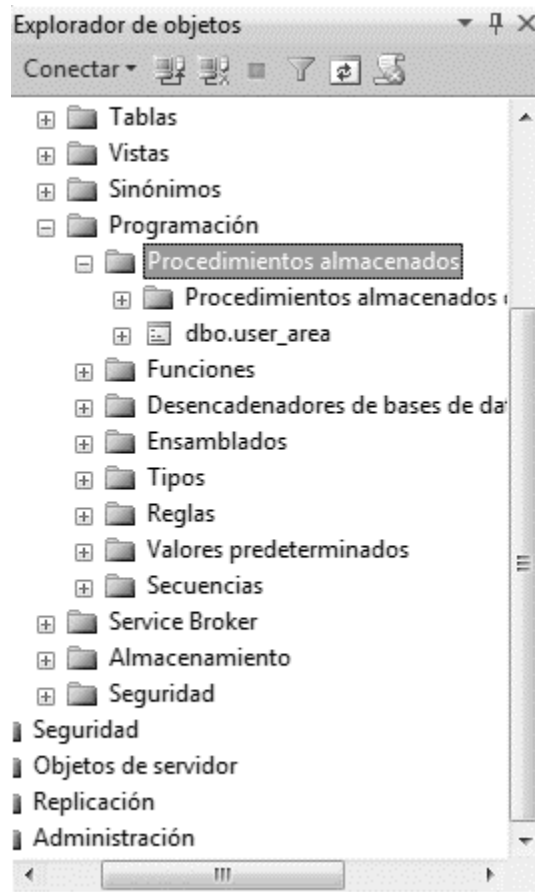 Explorador de objetos
Conectar
Tablas
Vistas
Sinónimos
Programación
Procedimientos almacenados
Procedimientos almacenados
dbo.user_area
Funciones
Desencadenadores de bases de da
Ensamblados
Tipos
Reglas
Valores predeterminados
Secuencias
Service Broker
Almacenamiento
Seguridad
Seguridad
Objetos de servidor
Replicación
Administración